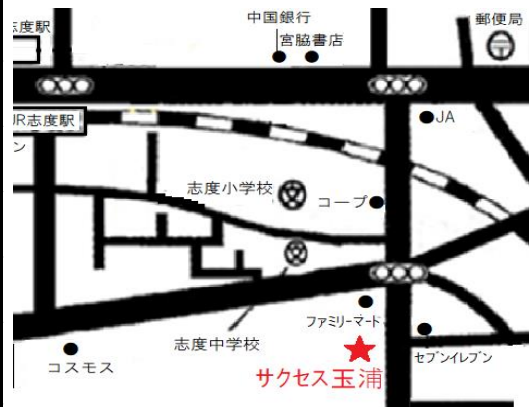 中国銀行
宮脇書店
郵便局
志度駅
JA
JR志度駅
ン
志度小学校
コープ
ファミリーマード
志度中学校
セブンイレブン
コスモス
サクセス玉浦